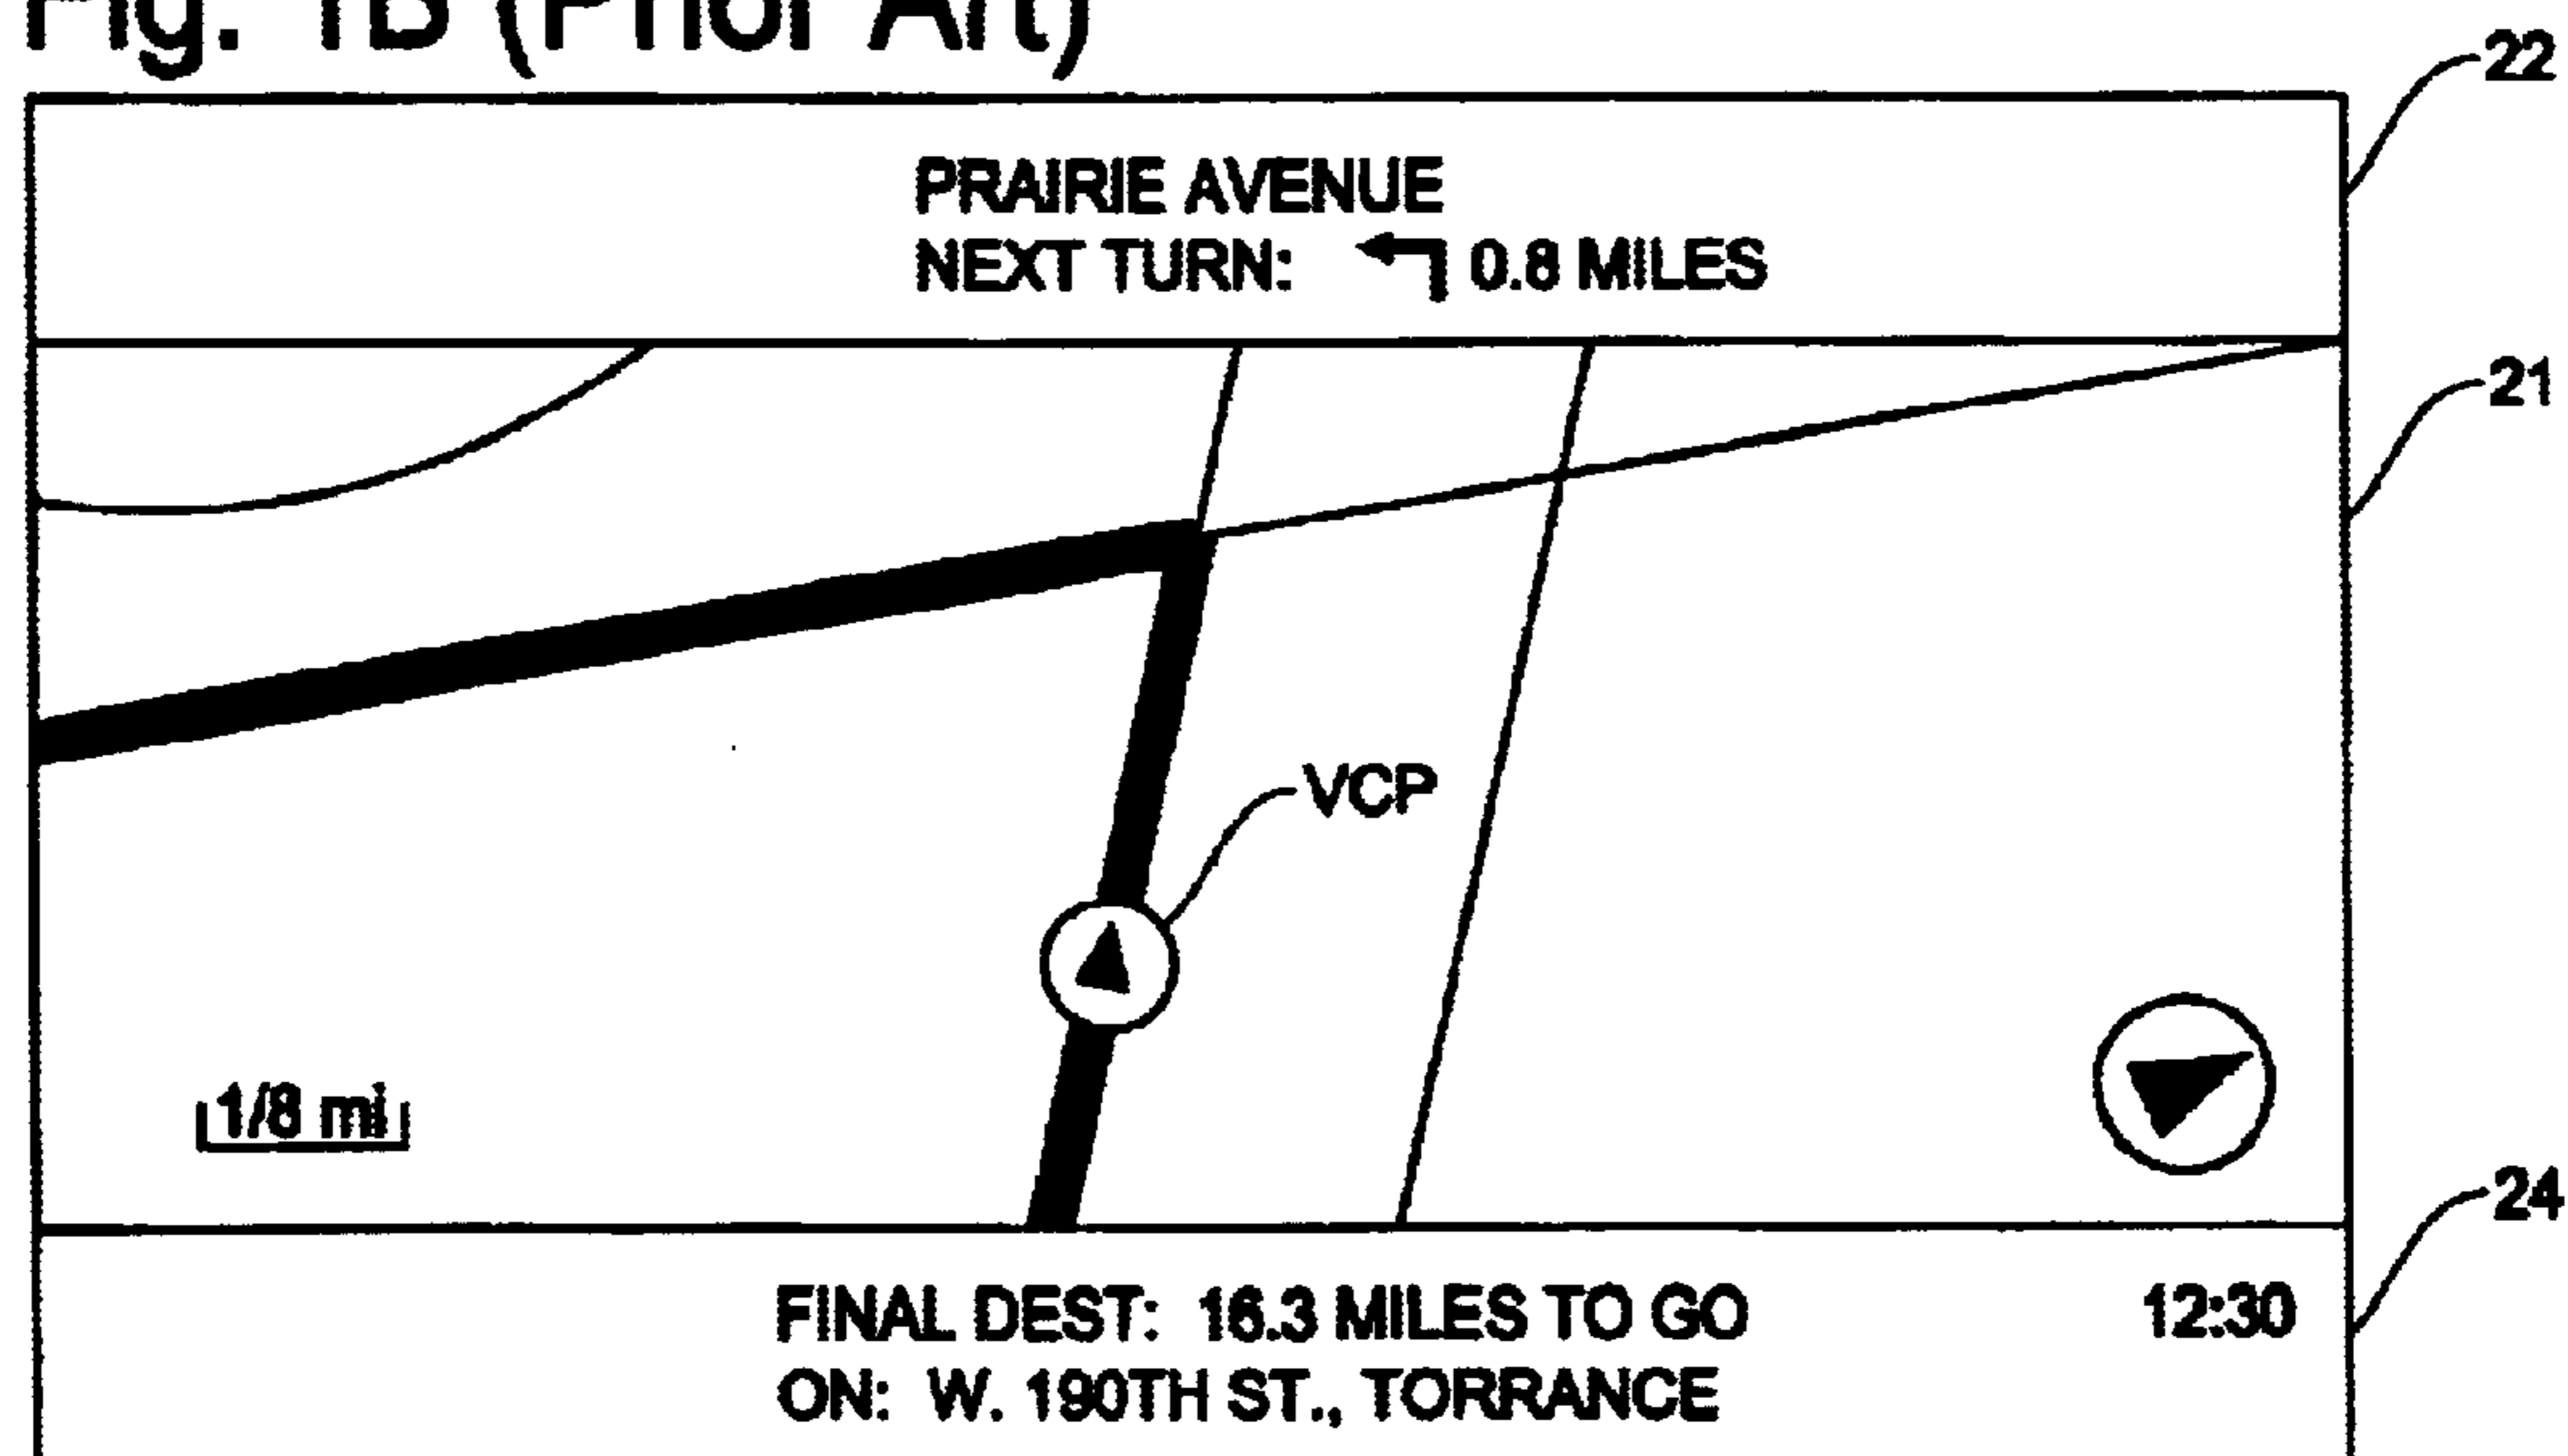 Fig. 1B (Prior Art)
22
PRAIRIE AVENUE
NEXT TURN: 0.8 MILES
21
VCP
1/8 mi
24
FINAL DEST: 16.3 MILES TO GO
12:30
ON: W. 190TH ST., TORRANCE